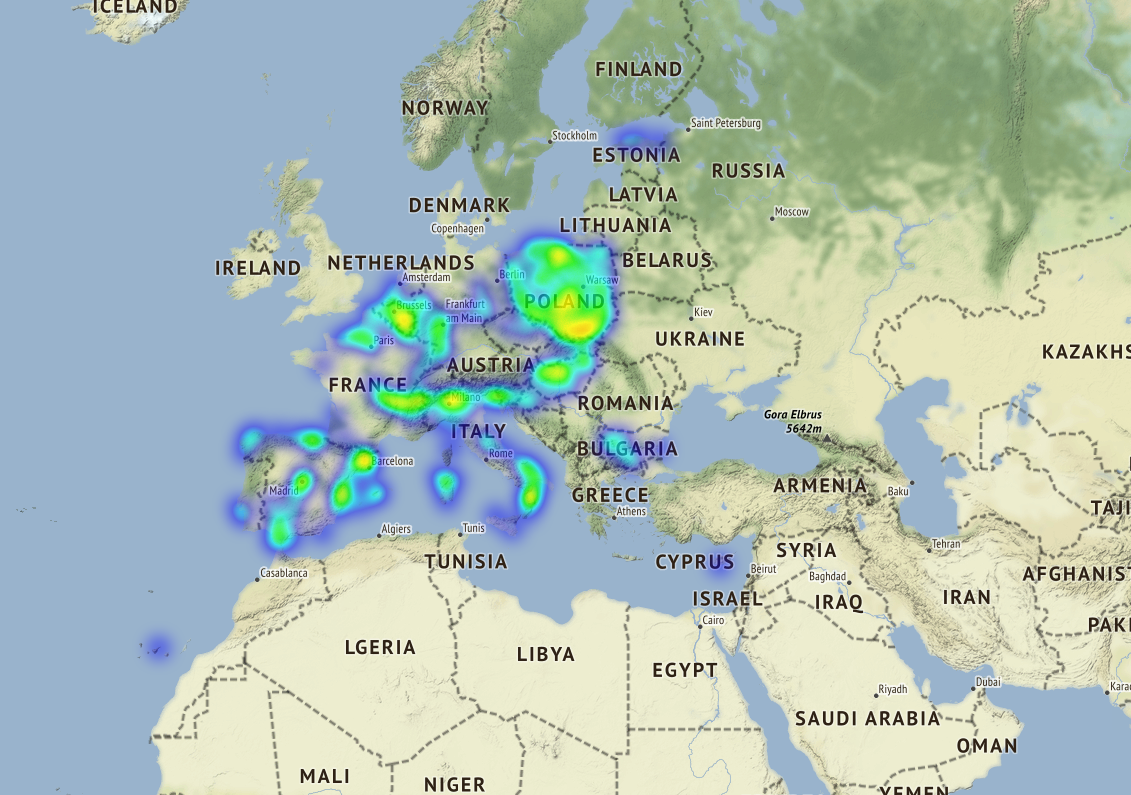 ICELAND
FINLAND
NORWAY
Saint Petersburg
Stockholm
ESTONIA
RUSSIA
LATVIA
DENMARK
Moscow
LITHUANIA
Copenhagen
IRELAND
NETHERLANDS
BELARUS
Amsterdam
Berlin
Warsaw
Brussels
Frankfurt
am Main
POLAND
Kiev
Paris
UKRAINE
KAZAKHS
AUSTRIA
FRANCE
Milano
ROMANIA
Gora Elbrus
5642m
ITALY
BULGARIA
Rome
Barcelona
Madrid
GREECE
ARMENIA
Baku
Athens
TAJI
Algiers
Tunis
Tehran
TUNISIA
CYPRUS
SYRIA
Beirut
Casablanca
Baghdad
AFGHANIST
ISRAEL
IRAQ
IRAN
Cairo
PAKI
LGERIA
LIBYA
EGYPT
Dubai
Riyadh
Karac
SAUDI ARABIA
OMAN
MALI
NIGER
YEMEN